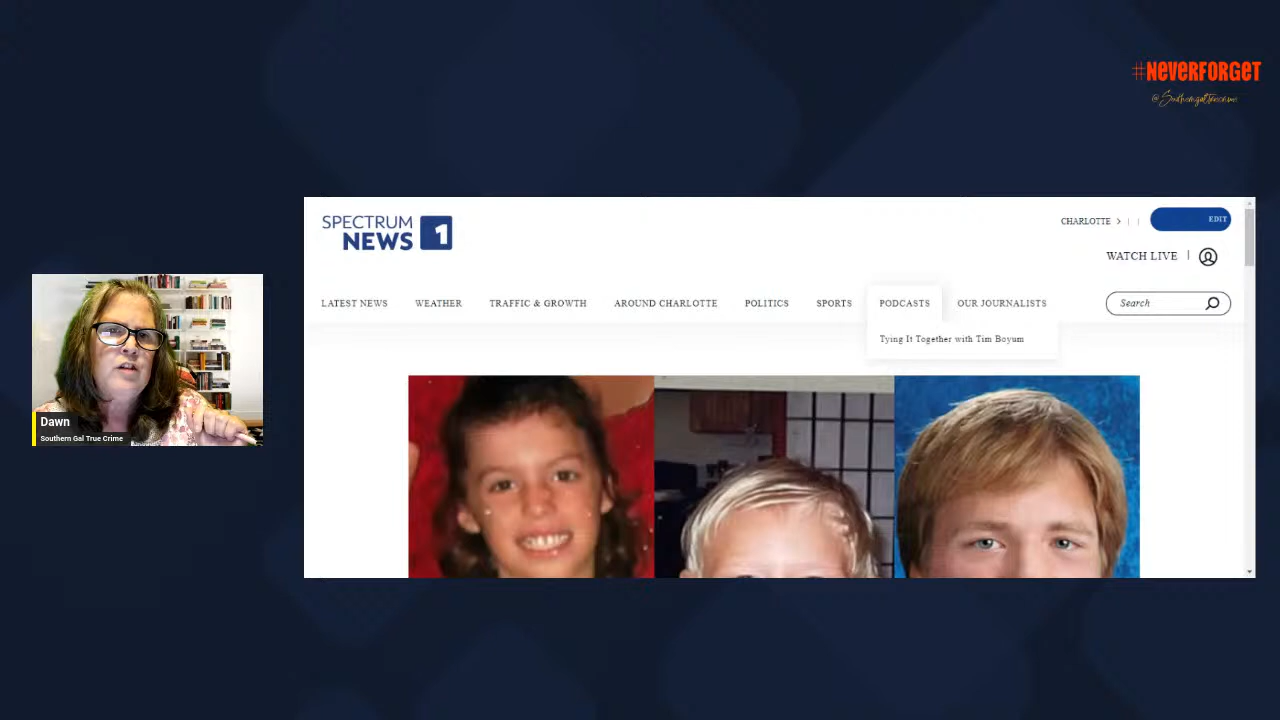 #NEVERFORGET
@Southerngaltruecrime
SPECTRUM
NEWS 1
CHARLOTTE >
EDIT
WATCH LIVE
LATEST NEWS WEATHER TRAFFIC & GROWTH AROUND CHARLOTTE POLITICS SPORTS PODCASTS OUR JOURNALISTS
Search
Tying It Together with Tim Boyum
Dawn
Southern Gal True Crime